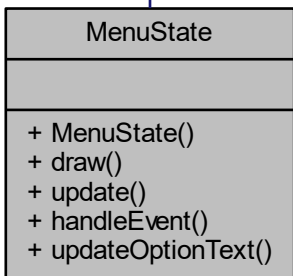 MenuState
+ MenuState()
+ draw()
+ update()
+ handleEvent()
+ updateOptionText()